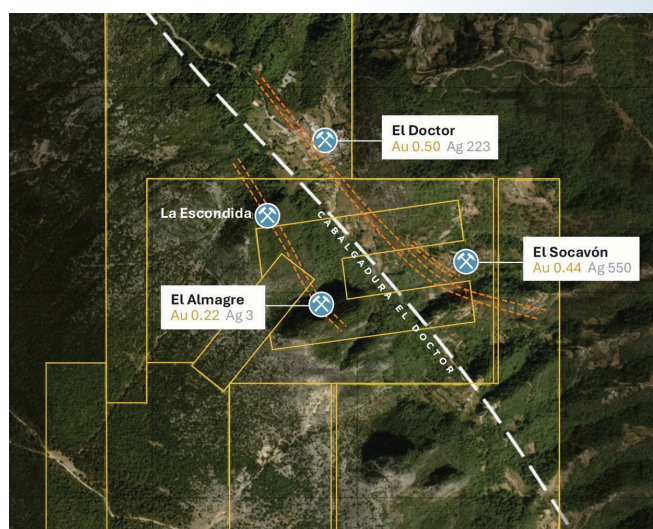 El Doctor
Au 0.50 Ag 223
La Escondida
CABALGADURA EL DOCTOR
El Socavón
Au 0.44 Ag 550
El Almagre
Au 0.22 Ag 3